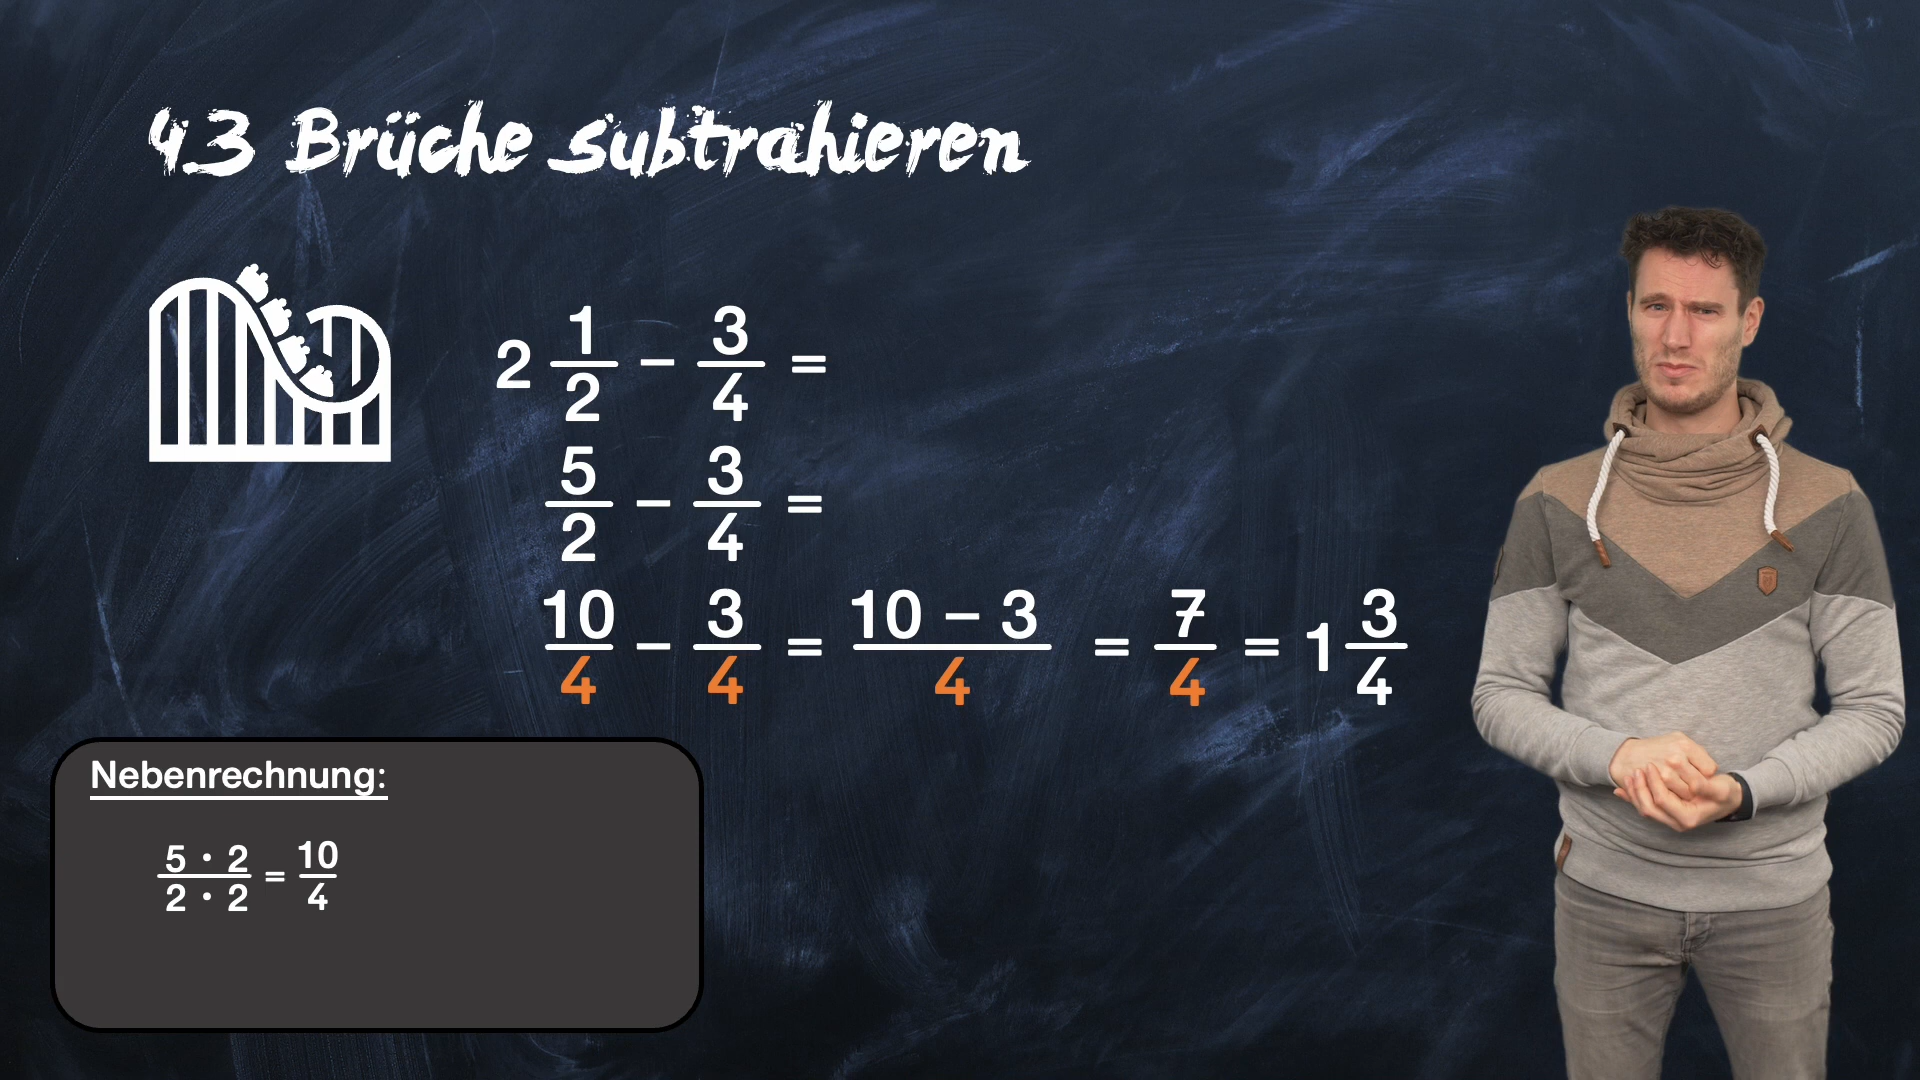 4.3 Brüche subtrahieren
2 1/2 – 3/4 =
5/2 – 3/4 =
10/4 – 3/4 = 10 – 3/4 = 7/4 = 1 3/4
Nebenrechnung:
5 · 2/2 · 2 = 10/4